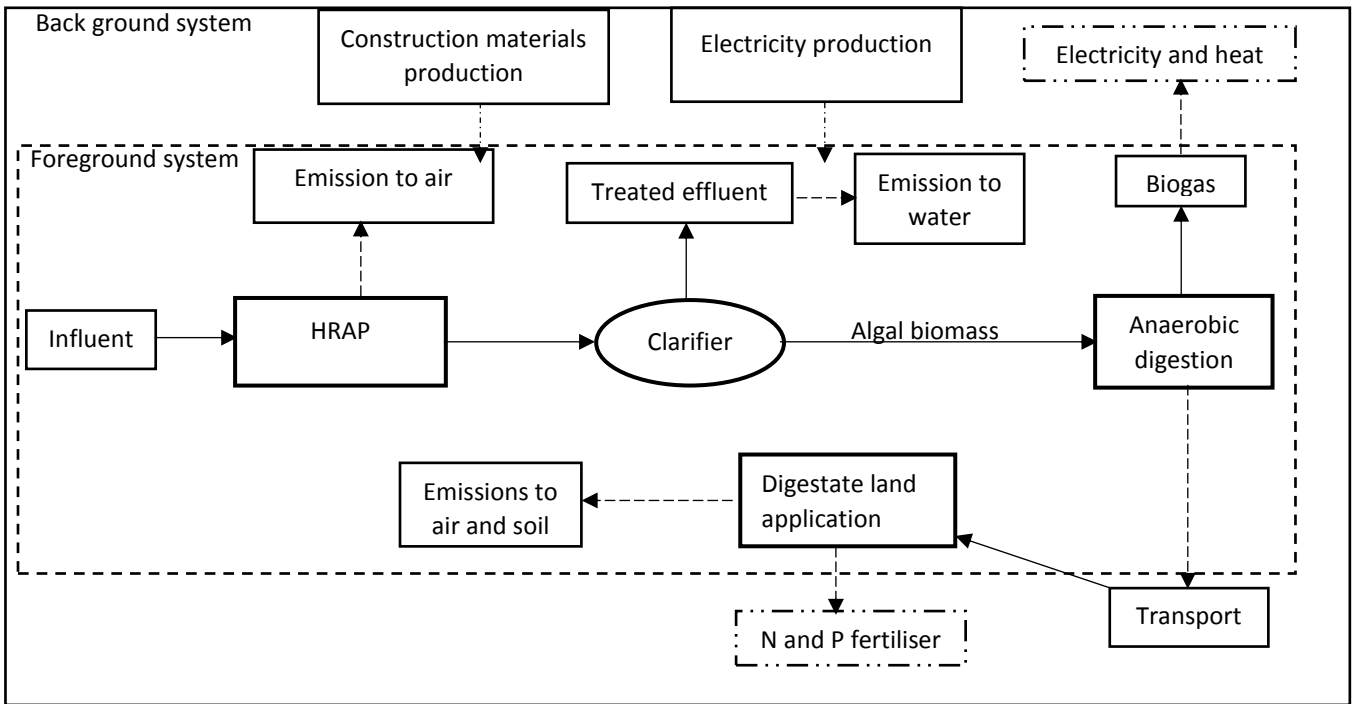 Back ground system
Construction materials
production
Electricity production
Electricity and heat
Foreground system
Emission to air
Treated effluent
Emission to
water
Biogas
Influent
HRAP
Clarifier
Algal biomass
Anaerobic
digestion
Emissions to
air and soil
Digestate land
application
Transport
N and P fertiliser